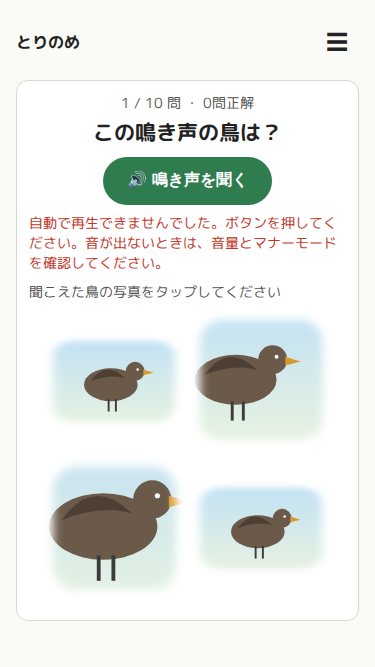 とりのめ
1 / 10 問 · 0問正解
この鳴き声の鳥は？
🔊 鳴き声を聞く
自動で再生できませんでした。ボタンを押してく
ださい。音が出ないときは、音量とマナーモード
を確認してください。
聞こえた鳥の写真をタップしてください